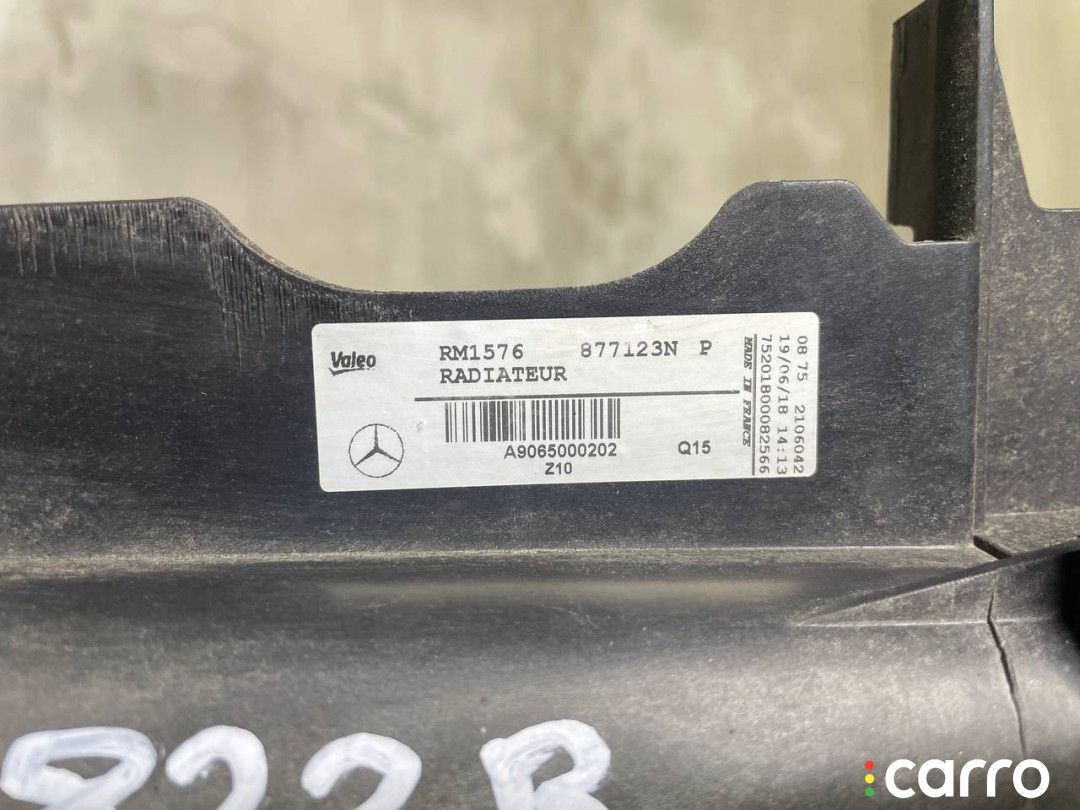 Valeo
RM1576 877123N P
RADIATEUR
A9065000202
Z10
Q15
MADE IN FRANCE
08 75 2106042
19/06/18 14:13
75201800082566
carro